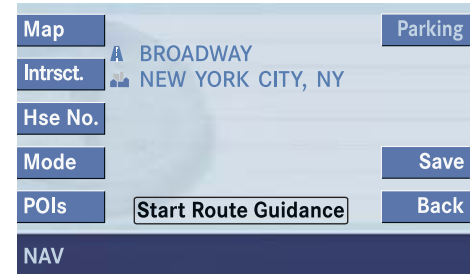 Map
Parking
BROADWAY
Intrsct.
NEW YORK CITY, NY
Hse No.
Mode
Save
POIs
Start Route Guidance
Back
NAV